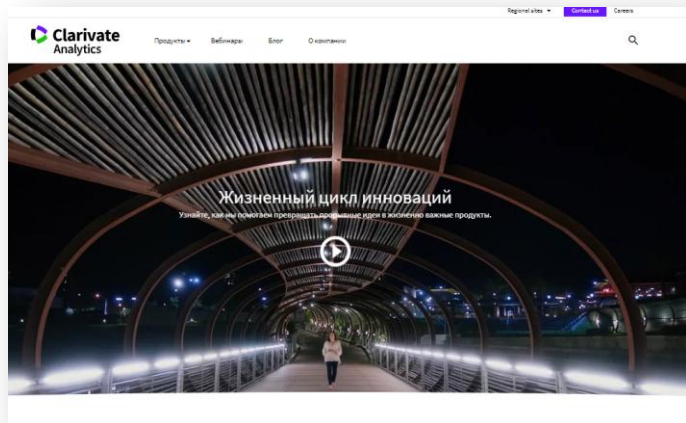 Regional sites
Contact us
Careers
Clarivate
Analytics
Продукты
Вебинары
Блог
О компании
Жизненный цикл инноваций
Узнайте, как мы помогаем превращать прорывные идеи в жизненно важные продукты.